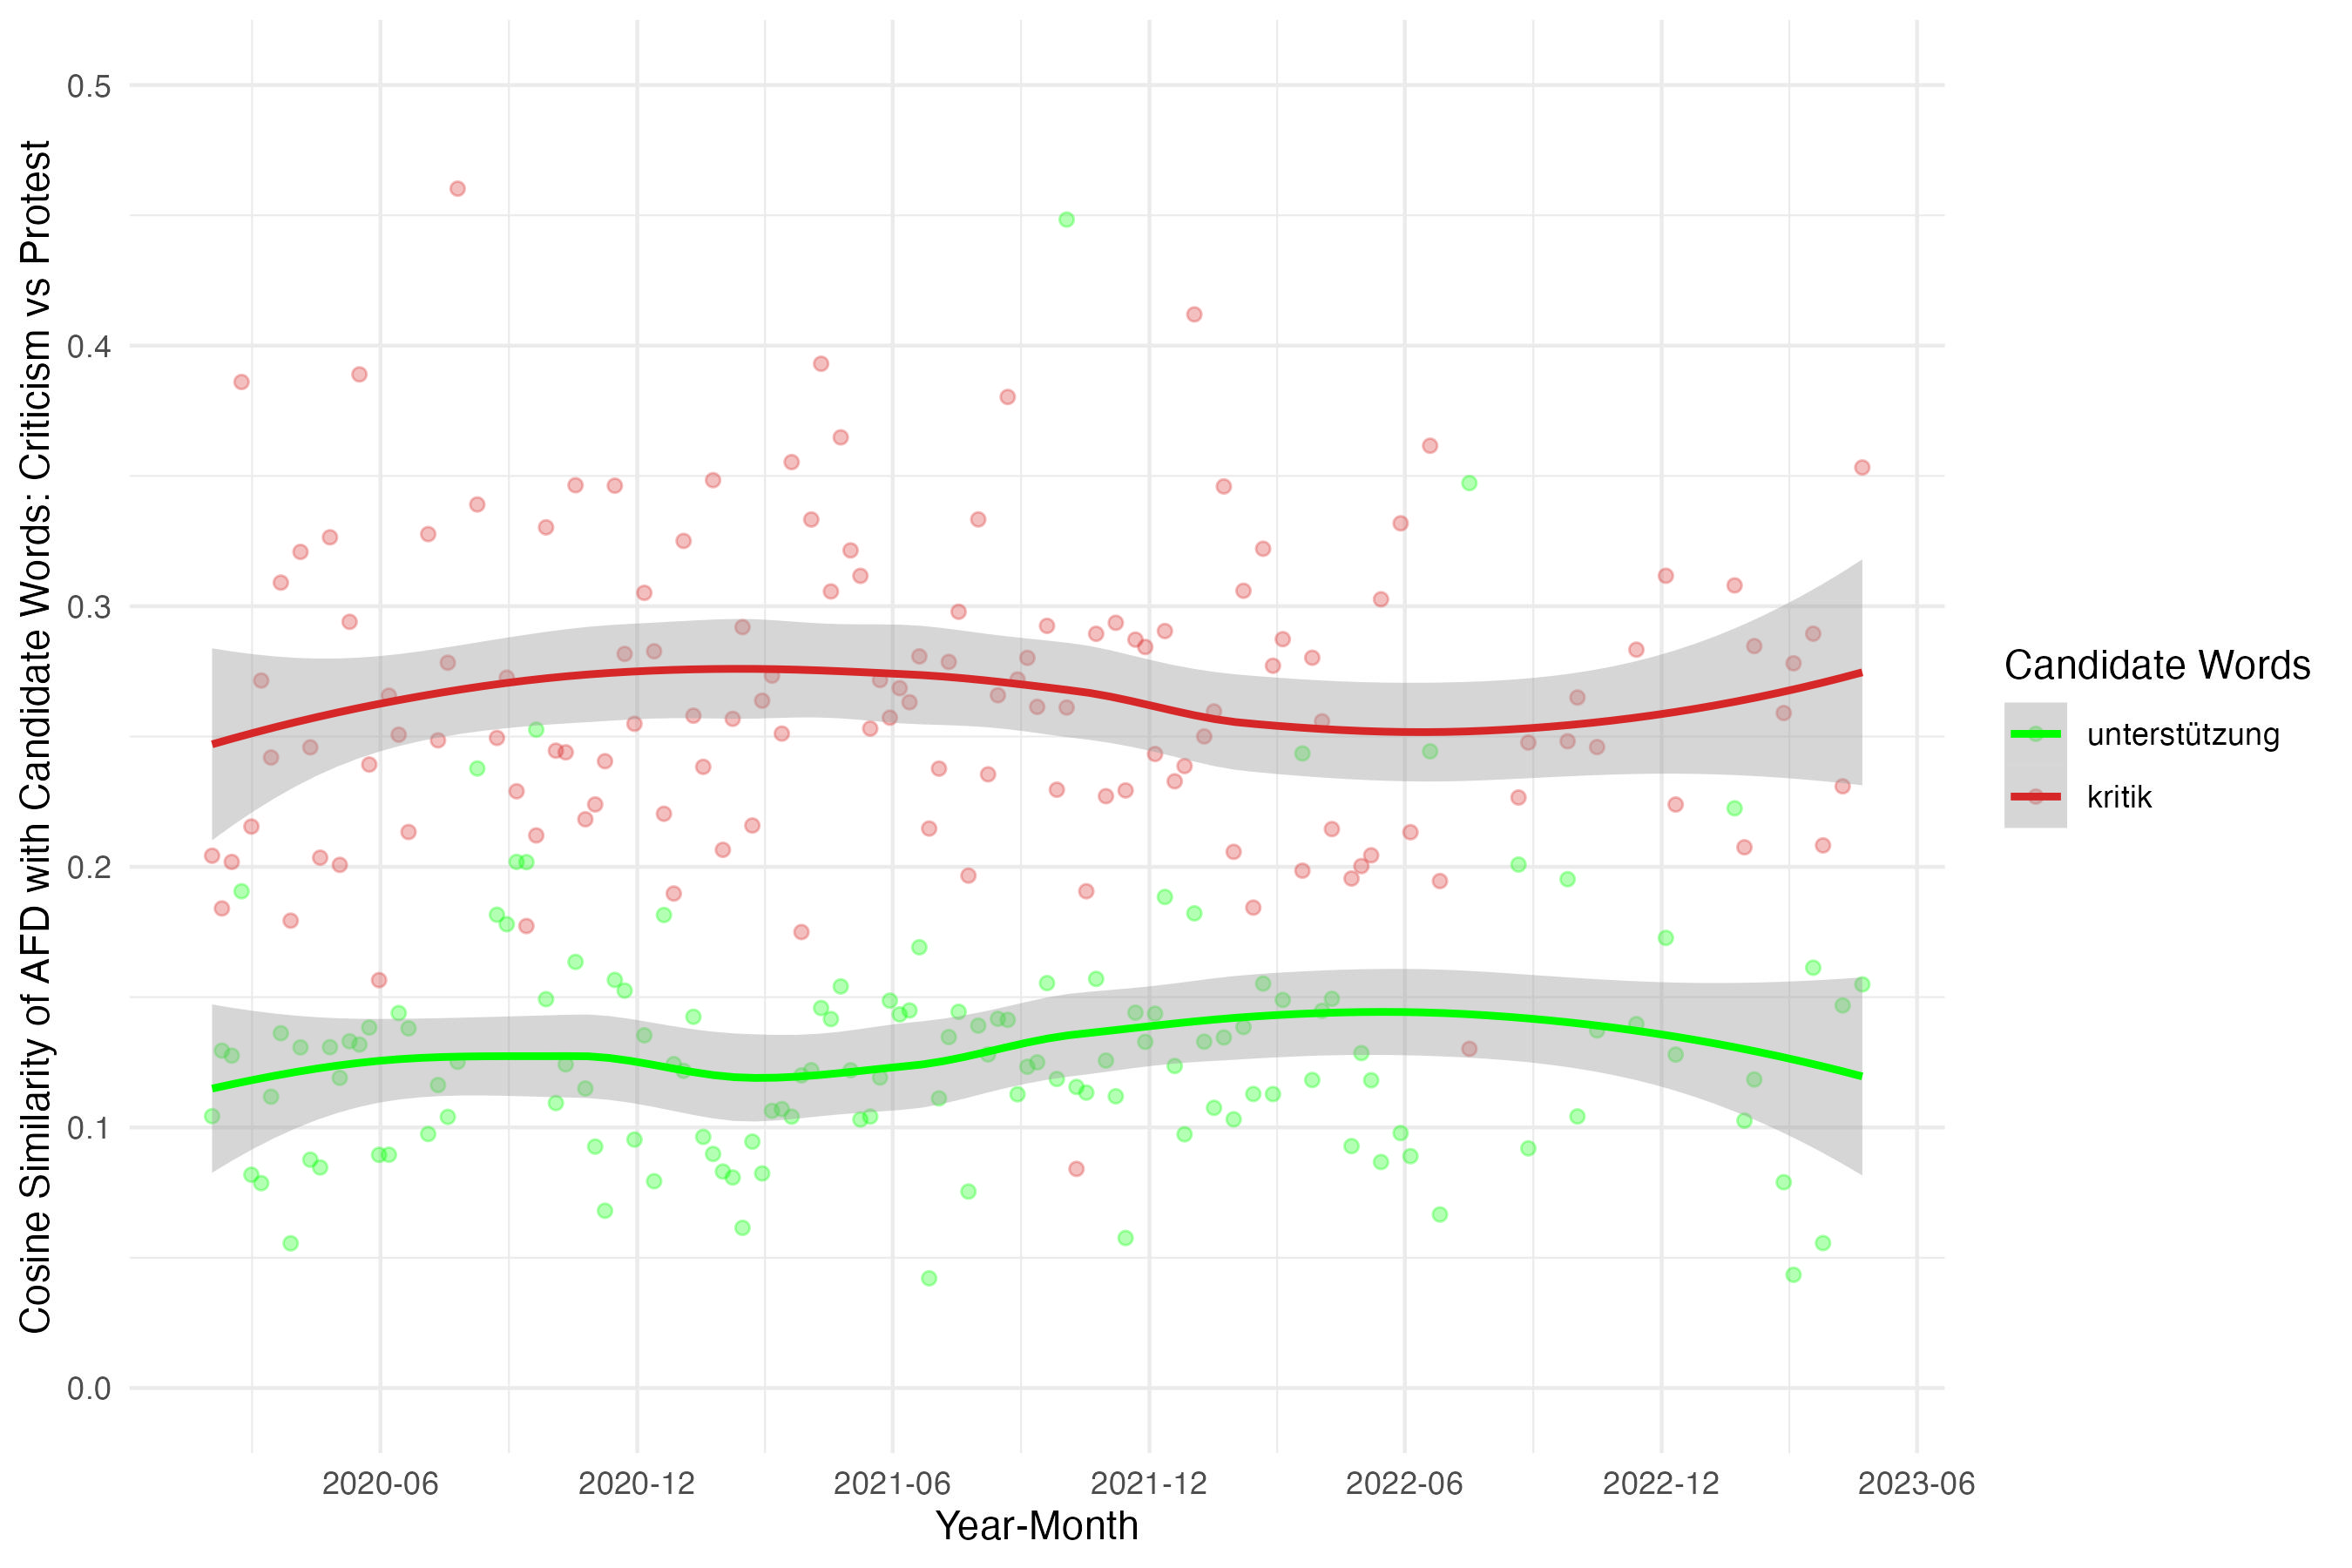 Cosine Similarity of AFD with Candidate Words: Criticism vs Protest
0.5
0.4
0.3
0.2
0.1
0.0
2020-06
2020-12
2021-06
2021-12
2022-06
2022-12
2023-06
Year-Month
Candidate Words
unterstützung
kritik